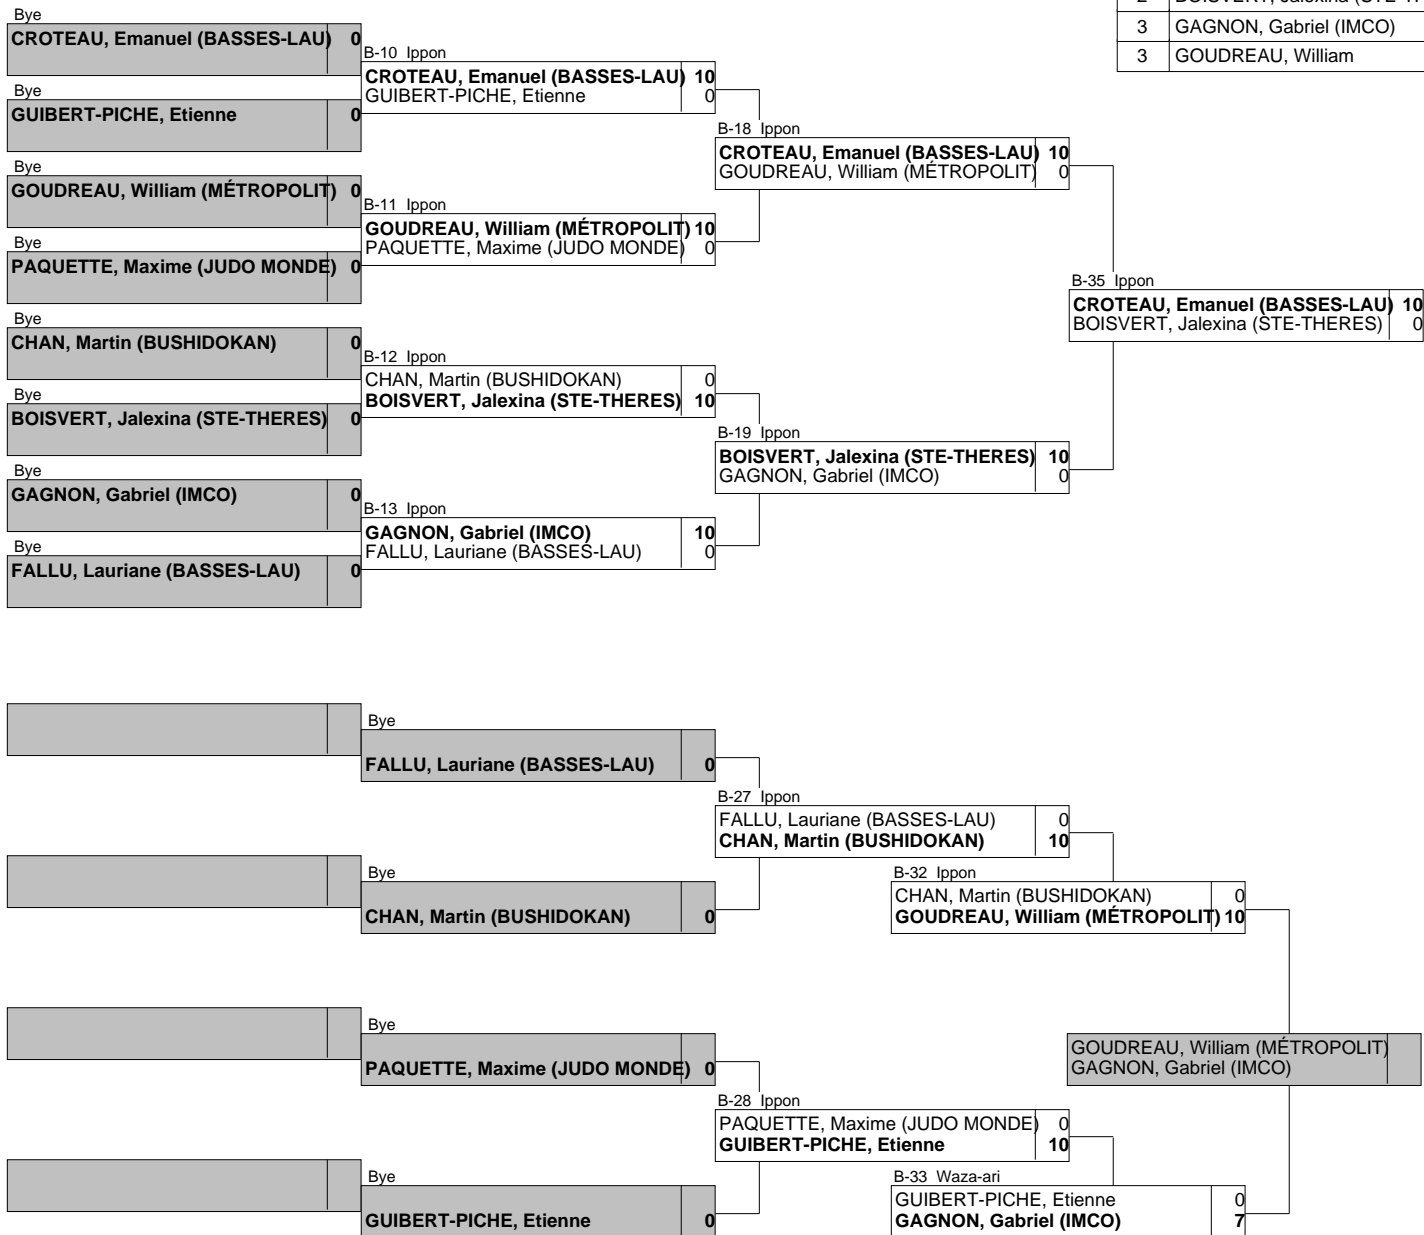 3 GAGNON, Gabriel (IMCO)
3 GOUDREAU, William
Bye
CROTEAU, Emanuel (BASSES-LAU) 0
Bye
GUIBERT-PICHE, Etienne 0
Bye
GOUDREAU, William (MÉTROPOLIT) 0
Bye
PAQUETTE, Maxime (JUDO MONDE) 0
Bye
CHAN, Martin (BUSHIDOKAN) 0
Bye
BOISVERT, Jalexina (STE-THERES) 0
Bye
GAGNON, Gabriel (IMCO) 0
Bye
FALLU, Lauriane (BASSES-LAU) 0
B-10 Ippon
CROTEAU, Emanuel (BASSES-LAU) 10
GUIBERT-PICHE, Etienne 0
B-11 Ippon
GOUDREAU, William (MÉTROPOLIT) 10
PAQUETTE, Maxime (JUDO MONDE) 0
B-12 Ippon
CHAN, Martin (BUSHIDOKAN) 0
BOISVERT, Jalexina (STE-THERES) 10
B-13 Ippon
GAGNON, Gabriel (IMCO) 10
FALLU, Lauriane (BASSES-LAU) 0
B-18 Ippon
CROTEAU, Emanuel (BASSES-LAU) 10
GOUDREAU, William (MÉTROPOLIT) 0
B-19 Ippon
BOISVERT, Jalexina (STE-THERES) 10
GAGNON, Gabriel (IMCO) 0
B-35 Ippon
CROTEAU, Emanuel (BASSES-LAU) 10
BOISVERT, Jalexina (STE-THERES) 0
Bye
FALLU, Lauriane (BASSES-LAU) 0
Bye
CHAN, Martin (BUSHIDOKAN) 0
Bye
PAQUETTE, Maxime (JUDO MONDE) 0
Bye
GUIBERT-PICHE, Etienne 0
B-27 Ippon
FALLU, Lauriane (BASSES-LAU) 0
CHAN, Martin (BUSHIDOKAN) 10
B-28 Ippon
PAQUETTE, Maxime (JUDO MONDE) 0
GUIBERT-PICHE, Etienne 10
B-32 Ippon
CHAN, Martin (BUSHIDOKAN) 0
GOUDREAU, William (MÉTROPOLIT) 10
B-33 Waza-ari
GUIBERT-PICHE, Etienne 0
GAGNON, Gabriel (IMCO) 7
GOUDREAU, William (MÉTROPOLIT)
GAGNON, Gabriel (IMCO)